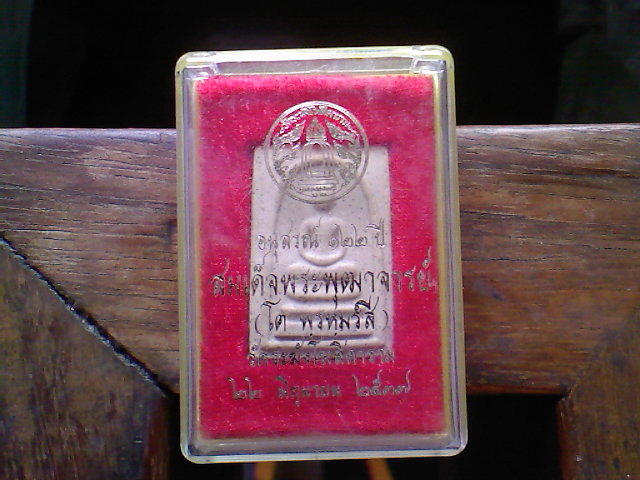 อนุสรณ์ ๑๒๒ ปี
สมเด็จพระพุฒาจารย์
(โต พรหมรังสี)
วัดระฆังโฆสิตาราม
๒๒ มิถุนายน ๒๕๓๗